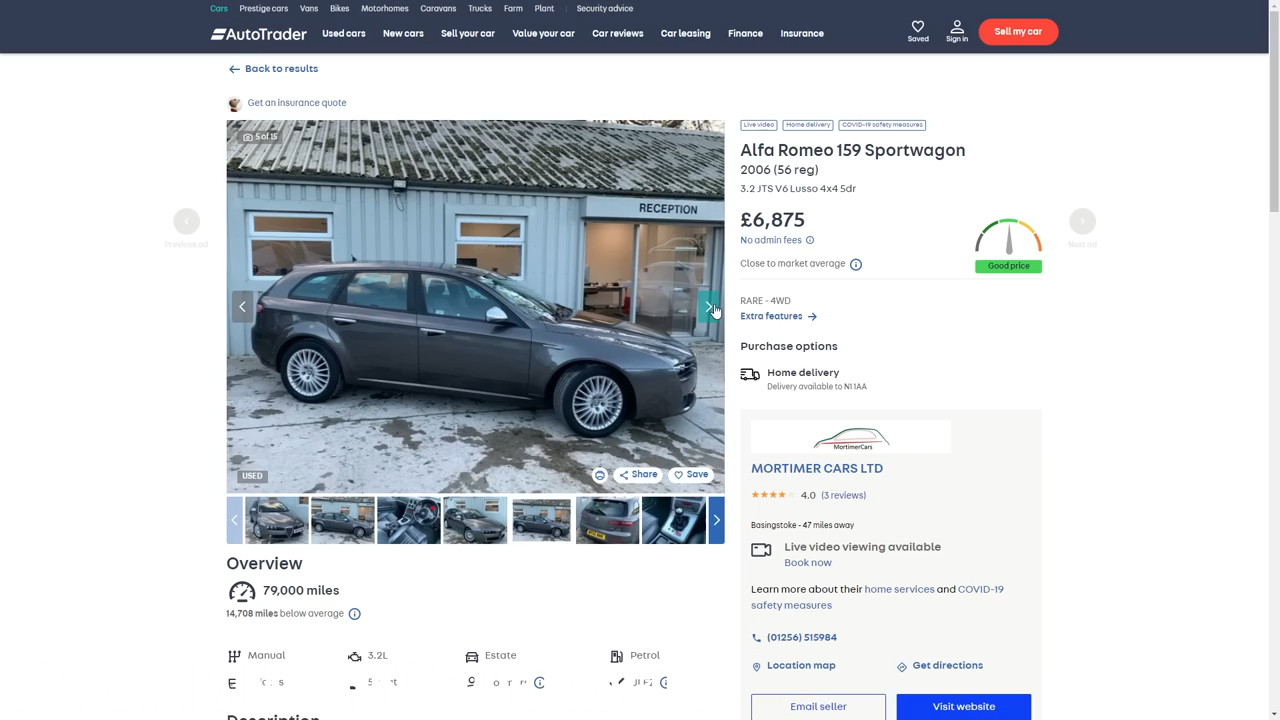 Cars Prestige cars Vans Bikes Motorhomes Caravans Trucks Farm Plant Security advice
AutoTrader Used cars New cars Sell your car Value your car Car reviews Car leasing Finance Insurance Saved Sign in Sell my car
Back to results
Get an insurance quote
5 of 15
RECEPTION
USED
Share Save
Previous ad
Next ad
Live video Home delivery COVID-19 safety measures
Alfa Romeo 159 Sportwagon
2006 (56 reg)
3.2 JTS V6 Lusso 4x4 5dr
£6,875
No admin fees
Close to market average
Good price
RARE - 4WD
Extra features
Purchase options
Home delivery
Delivery available to N1 1AA
MortimerCars
MORTIMER CARS LTD
4.0 (3 reviews)
Basingstoke - 47 miles away
Live video viewing available
Book now
Learn more about their home services and COVID-19
safety measures
(01256) 515984
Location map Get directions
Email seller Visit website
Overview
79,000 miles
14,708 miles below average
Manual 3.2L Estate Petrol
Description